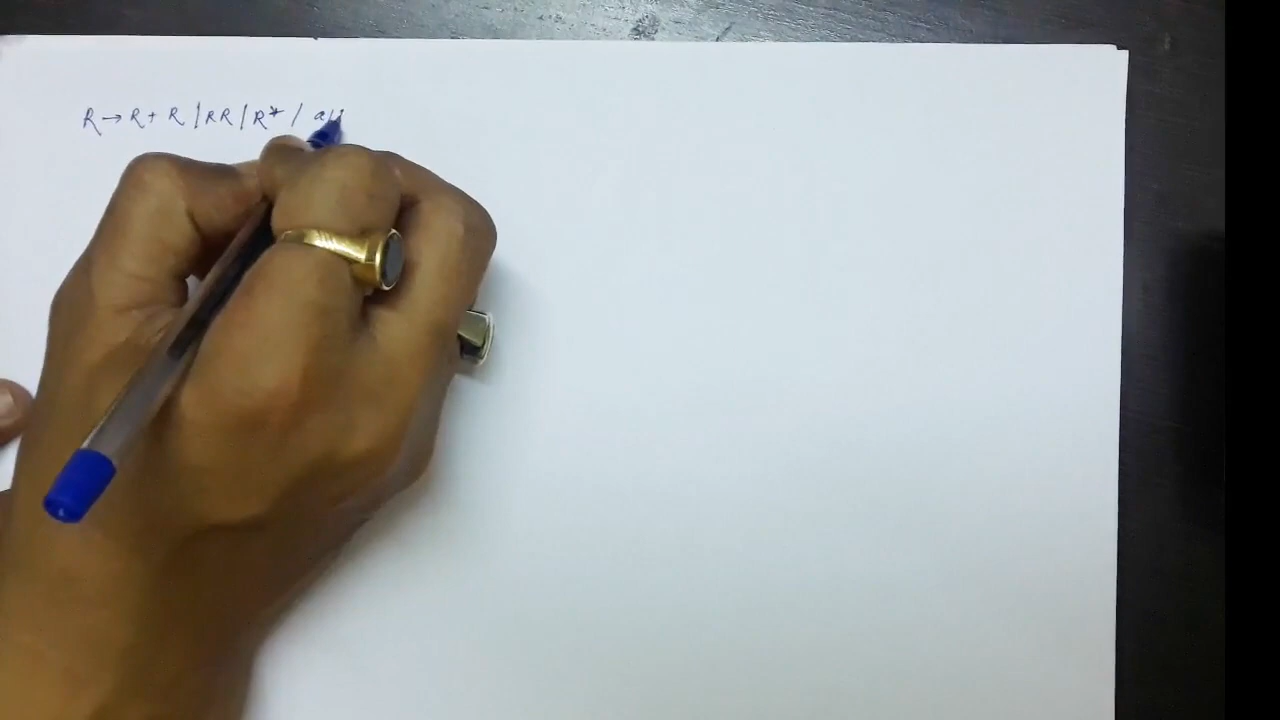 R → R + R | RR | R* / a/